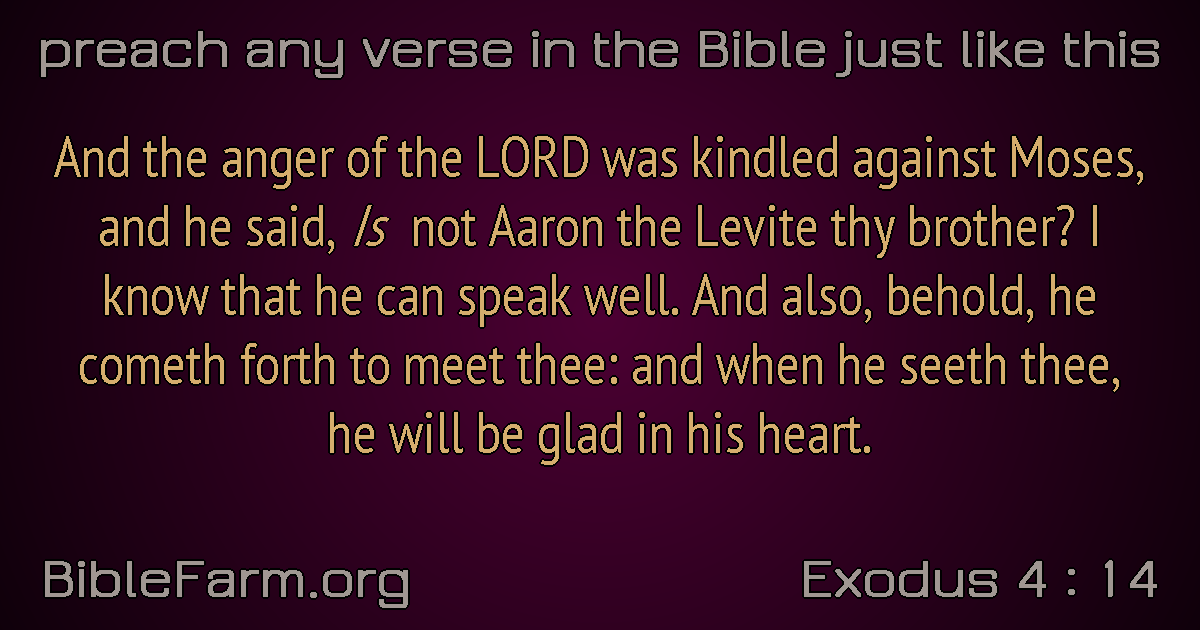 preach any verse in the Bible just like this
And the anger of the LORD was kindled against Moses,
and he said, Is not Aaron the Levite thy brother? I
know that he can speak well. And also, behold, he
cometh forth to meet thee: and when he seeth thee,
he will be glad in his heart.
BibleFarm.org
Exodus 4 : 14